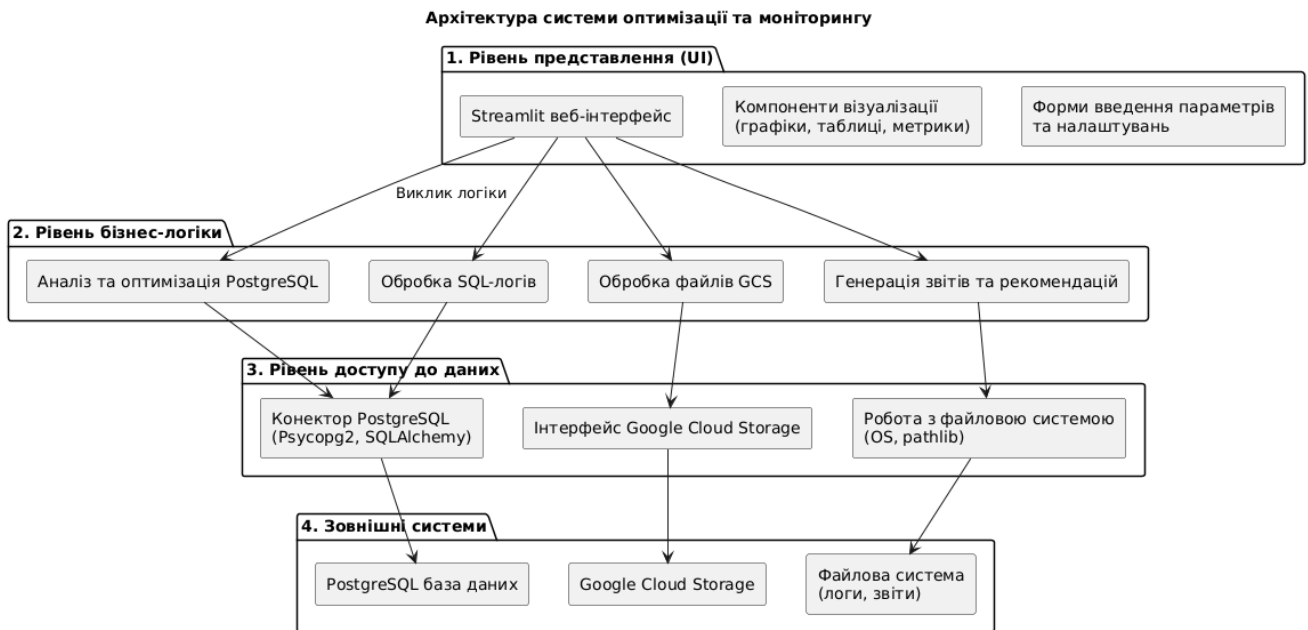 Архітектура системи оптимізації та моніторингу
1. Рівень представлення (UI)
Streamlit веб-інтерфейс
Компоненти візуалізації
(графіки, таблиці, метрики)
Форми введення параметрів
та налаштувань
Виклик логіки
2. Рівень бізнес-логіки
Аналіз та оптимізація PostgreSQL
Обробка SQL-логів
Обробка файлів GCS
Генерація звітів та рекомендацій
3. Рівень доступу до даних
Конектор PostgreSQL
(Psycopg2, SQLAlchemy)
Інтерфейс Google Cloud Storage
Робота з файловою системою
(OS, pathlib)
4. Зовнішні системи
PostgreSQL база даних
Google Cloud Storage
Файлова система
(логи, звіти)